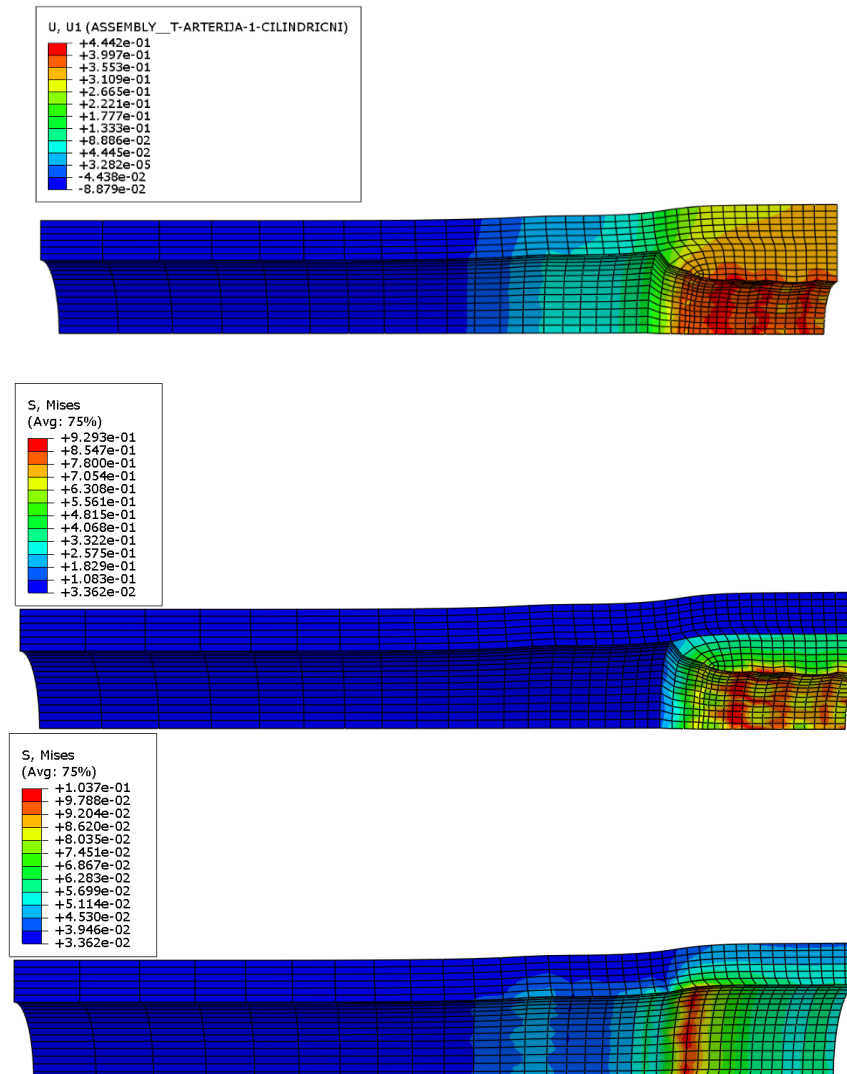 U, U1 (ASSEMBLY__T-ARTERIJA-1-CILINDRICNI)
+4.442e-01
+3.997e-01
+3.553e-01
+3.109e-01
+2.665e-01
+2.221e-01
+1.777e-01
+1.333e-01
+8.886e-02
+4.445e-02
+3.282e-05
-4.438e-02
-8.879e-02
S, Mises
(Avg: 75%)
+9.293e-01
+8.547e-01
+7.800e-01
+7.054e-01
+6.308e-01
+5.561e-01
+4.815e-01
+4.068e-01
+3.322e-01
+2.575e-01
+1.829e-01
+1.083e-01
+3.362e-02
S, Mises
(Avg: 75%)
+1.037e-01
+9.788e-02
+9.204e-02
+8.620e-02
+8.035e-02
+7.451e-02
+6.867e-02
+6.283e-02
+5.699e-02
+5.114e-02
+4.530e-02
+3.946e-02
+3.362e-02